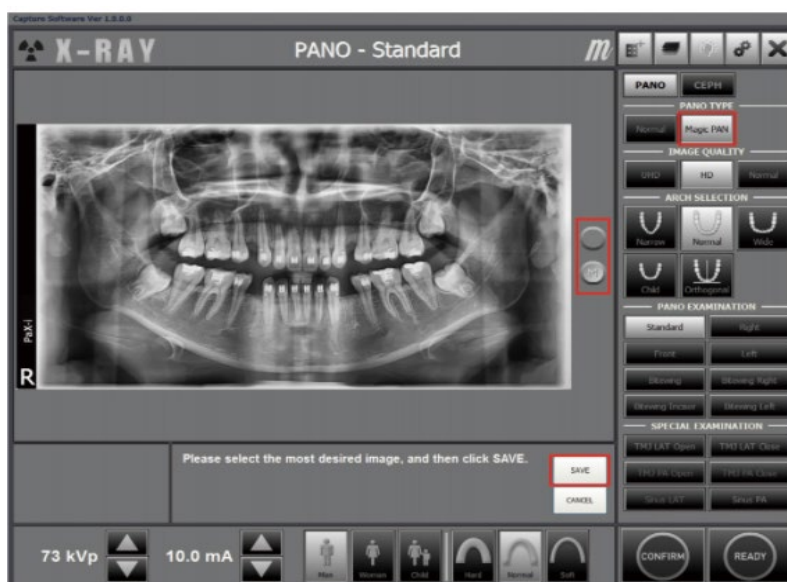 Capture Software Ver 1.0.0.0
X-RAY
PANO - Standard
m
PANO CEPH
PANO TYPE
Normal Magic PAN
IMAGE QUALITY
UHD HD Normal
ARCH SELECTION
Narrow Normal Wide
Child Orthogonal
PANO EXAMINATION
Standard Right
Front Left
Bitewing Bitewing Right
Bitewing Incisor Bitewing Left
SPECIAL EXAMINATION
TMJ LAT Open TMJ LAT Close
TMJ PA Open TMJ PA Close
Sinus LAT Sinus PA
PaX-i
R
M
Please select the most desired image, and then click SAVE.
SAVE
CANCEL
73 kVp 10.0 mA
Man Woman Child Hard Normal Soft
CONFIRM READY